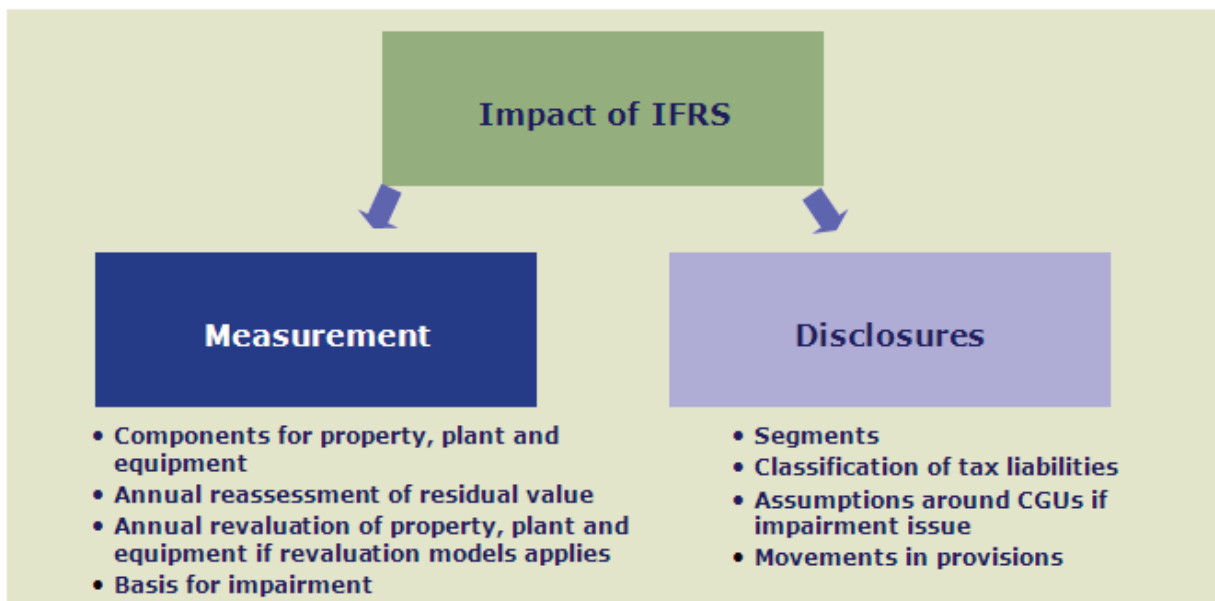 Impact of IFRS
Measurement
• Components for property, plant and
equipment
• Annual reassessment of residual value
• Annual revaluation of property, plant and
equipment if revaluation models applies
• Basis for impairment
Disclosures
• Segments
• Classification of tax liabilities
• Assumptions around CGUs if
impairment issue
• Movements in provisions